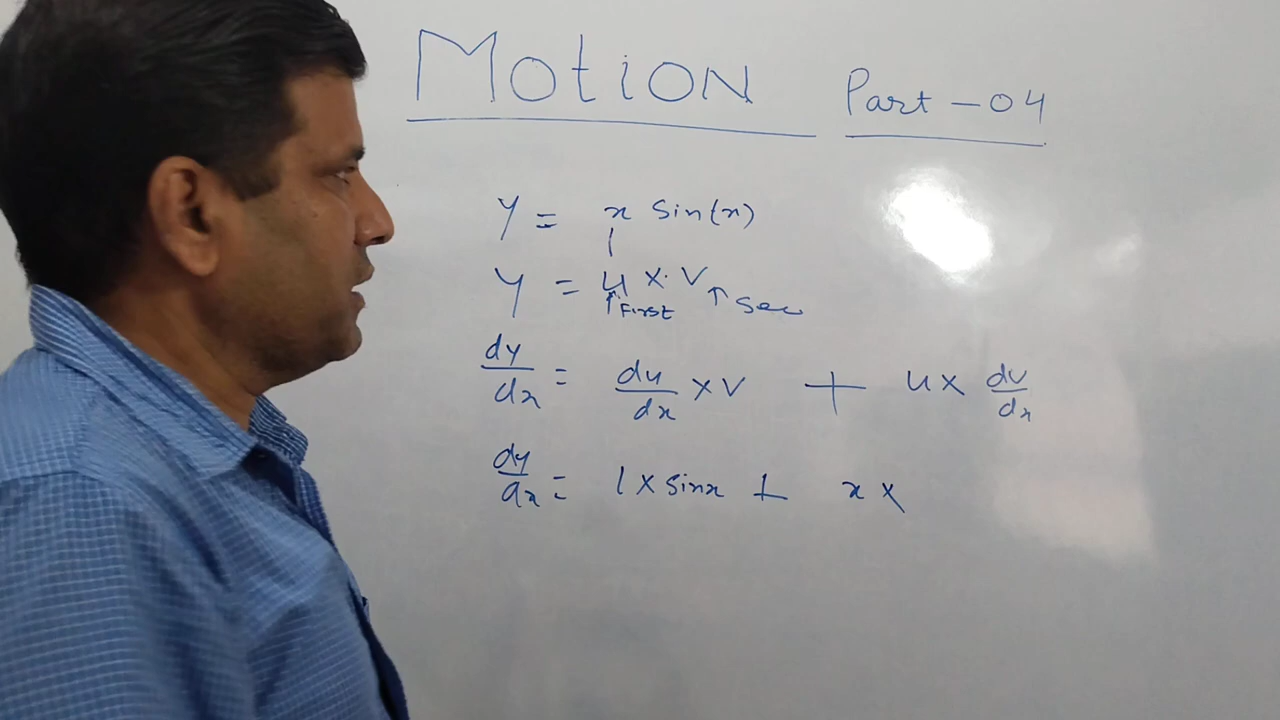 MOTION Part - 04
y = x sin(x)
y = u × v
↑ First ↑ Sec
dy/dx = du/dx × v + u × dv/dx
dy/dx = 1 × sinx + x ×